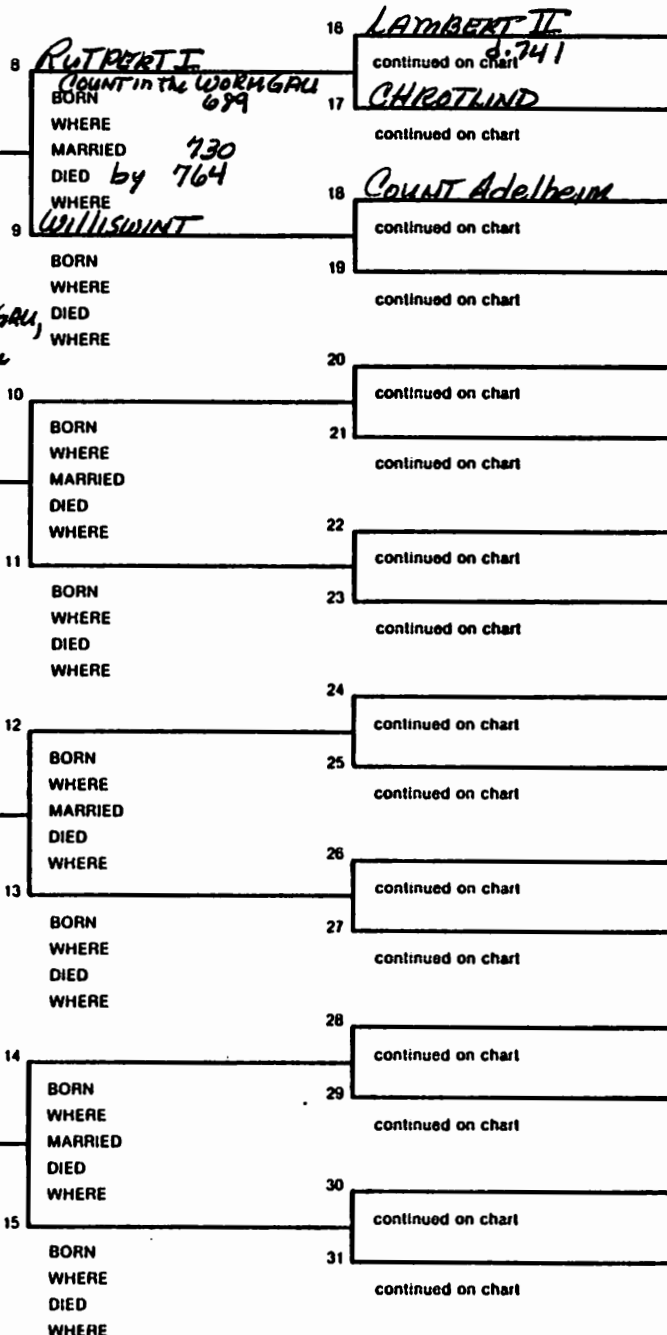 8 RUTPERT I
COUNT in the WORMGAU
BORN 699
WHERE
MARRIED 730
DIED by 764
WHERE
9 WILLISWINT
BORN
WHERE
DIED
WHERE
GAU,
10
BORN
WHERE
MARRIED
DIED
WHERE
11
BORN
WHERE
DIED
WHERE
12
BORN
WHERE
MARRIED
DIED
WHERE
13
BORN
WHERE
DIED
WHERE
14
BORN
WHERE
MARRIED
DIED
WHERE
15
BORN
WHERE
DIED
WHERE
16 LAMBERT II
d. 741
continued on chart
17 CHROTLIND
continued on chart
18 COUNT Adelheim
continued on chart
19
continued on chart
20
continued on chart
21
continued on chart
22
continued on chart
23
continued on chart
24
continued on chart
25
continued on chart
26
continued on chart
27
continued on chart
28
continued on chart
29
continued on chart
30
continued on chart
31
continued on chart